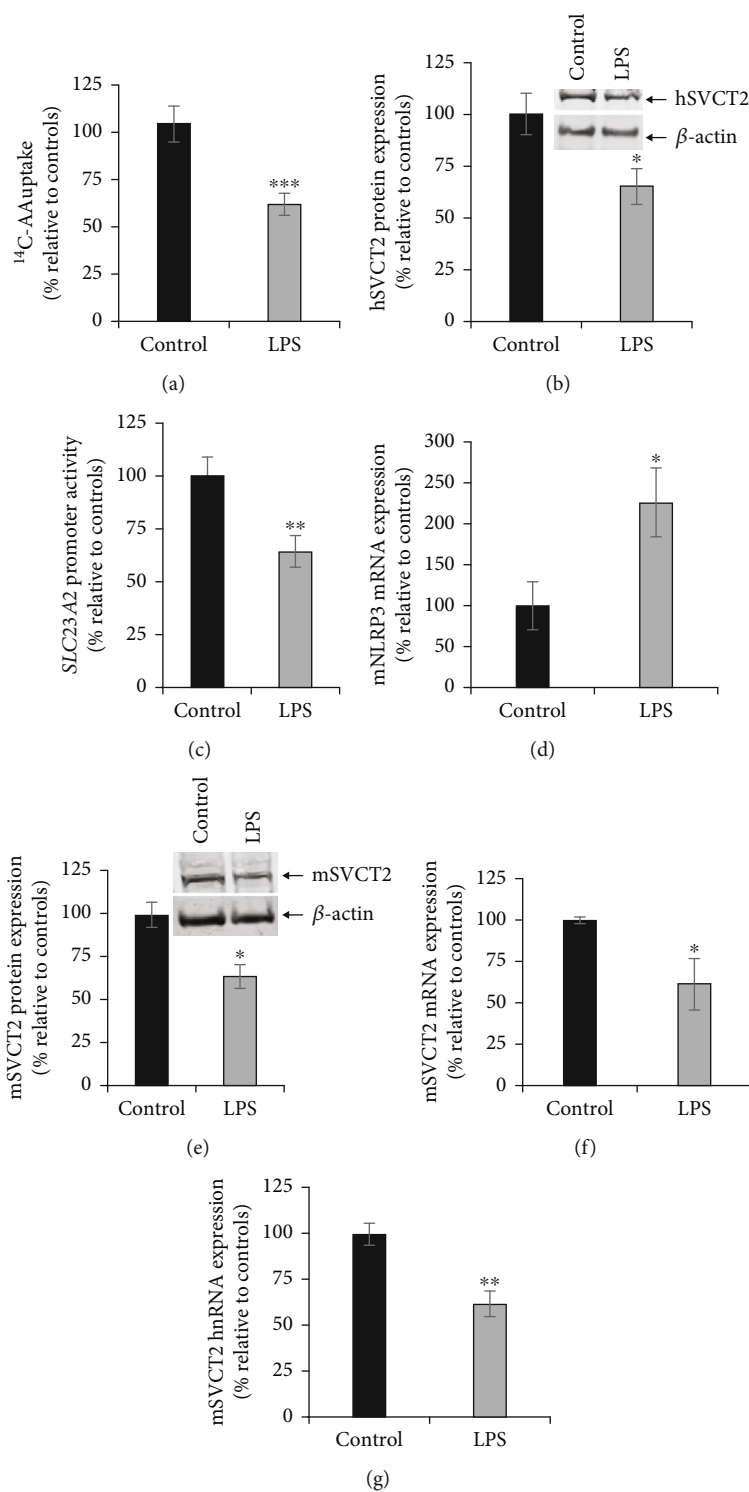 ¹⁴C-AAuptake
(% relative to controls)
125
100
75
50
25
0
***
Control
LPS
(a)
hSVCT2 protein expression
(% relative to controls)
125
100
75
50
25
0
Control
LPS
hSVCT2
β-actin
*
Control
LPS
(b)
SLC23A2 promoter activity
(% relative to controls)
125
100
75
50
25
0
**
Control
LPS
(c)
mNLRP3 mRNA expression
(% relative to controls)
300
250
200
150
100
50
0
*
Control
LPS
(d)
mSVCT2 protein expression
(% relative to controls)
125
100
75
50
25
0
Control
LPS
mSVCT2
β-actin
*
Control
LPS
(e)
mSVCT2 mRNA expression
(% relative to controls)
125
100
75
50
25
0
*
Control
LPS
(f)
mSVCT2 hnRNA expression
(% relative to controls)
125
100
75
50
25
0
**
Control
LPS
(g)